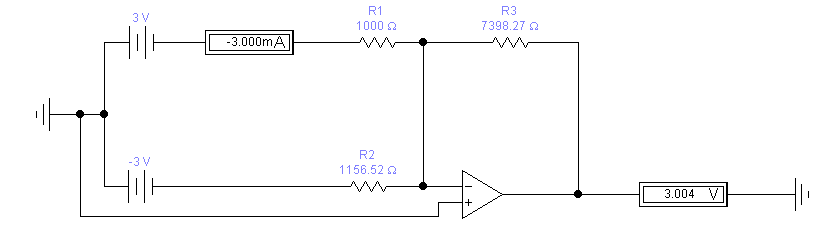 3 V
R1
1000 Ω
R3
7398.27 Ω
-3.000mA
-3 V
R2
1156.52 Ω
−
+
3.004 V